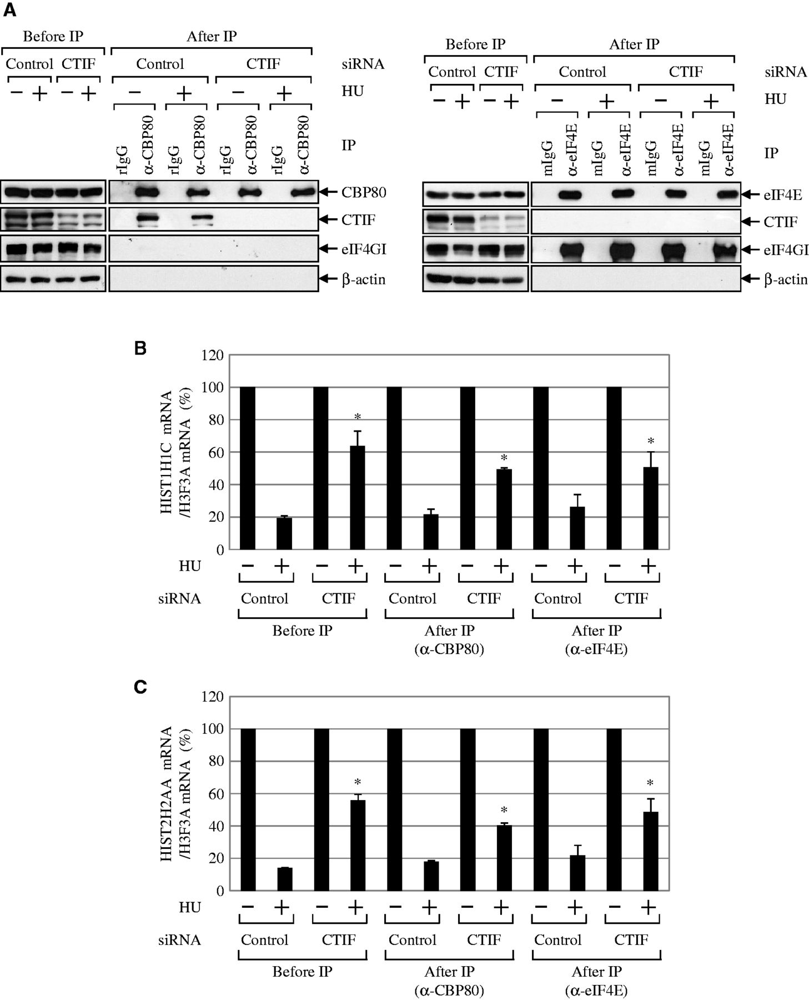 A
Before IP After IP
Control CTIF Control CTIF siRNA
− + − + − + − + HU
rIgG α-CBP80 rIgG α-CBP80 rIgG α-CBP80 rIgG α-CBP80 IP
CBP80
CTIF
eIF4GI
β-actin
Before IP After IP
Control CTIF Control CTIF siRNA
− + − + − + − + HU
mIgG α-eIF4E mIgG α-eIF4E mIgG α-eIF4E mIgG α-eIF4E IP
eIF4E
CTIF
eIF4GI
β-actin
B
HIST1H1C mRNA
/H3F3A mRNA (%)
120
100
80
60
40
20
0
* * *
HU − + − + − + − + − + − +
siRNA Control CTIF Control CTIF Control CTIF
Before IP After IP After IP
(α-CBP80) (α-eIF4E)
C
HIST2H2AA mRNA
/H3F3A mRNA (%)
120
100
80
60
40
20
0
* * *
HU − + − + − + − + − + − +
siRNA Control CTIF Control CTIF Control CTIF
Before IP After IP After IP
(α-CBP80) (α-eIF4E)